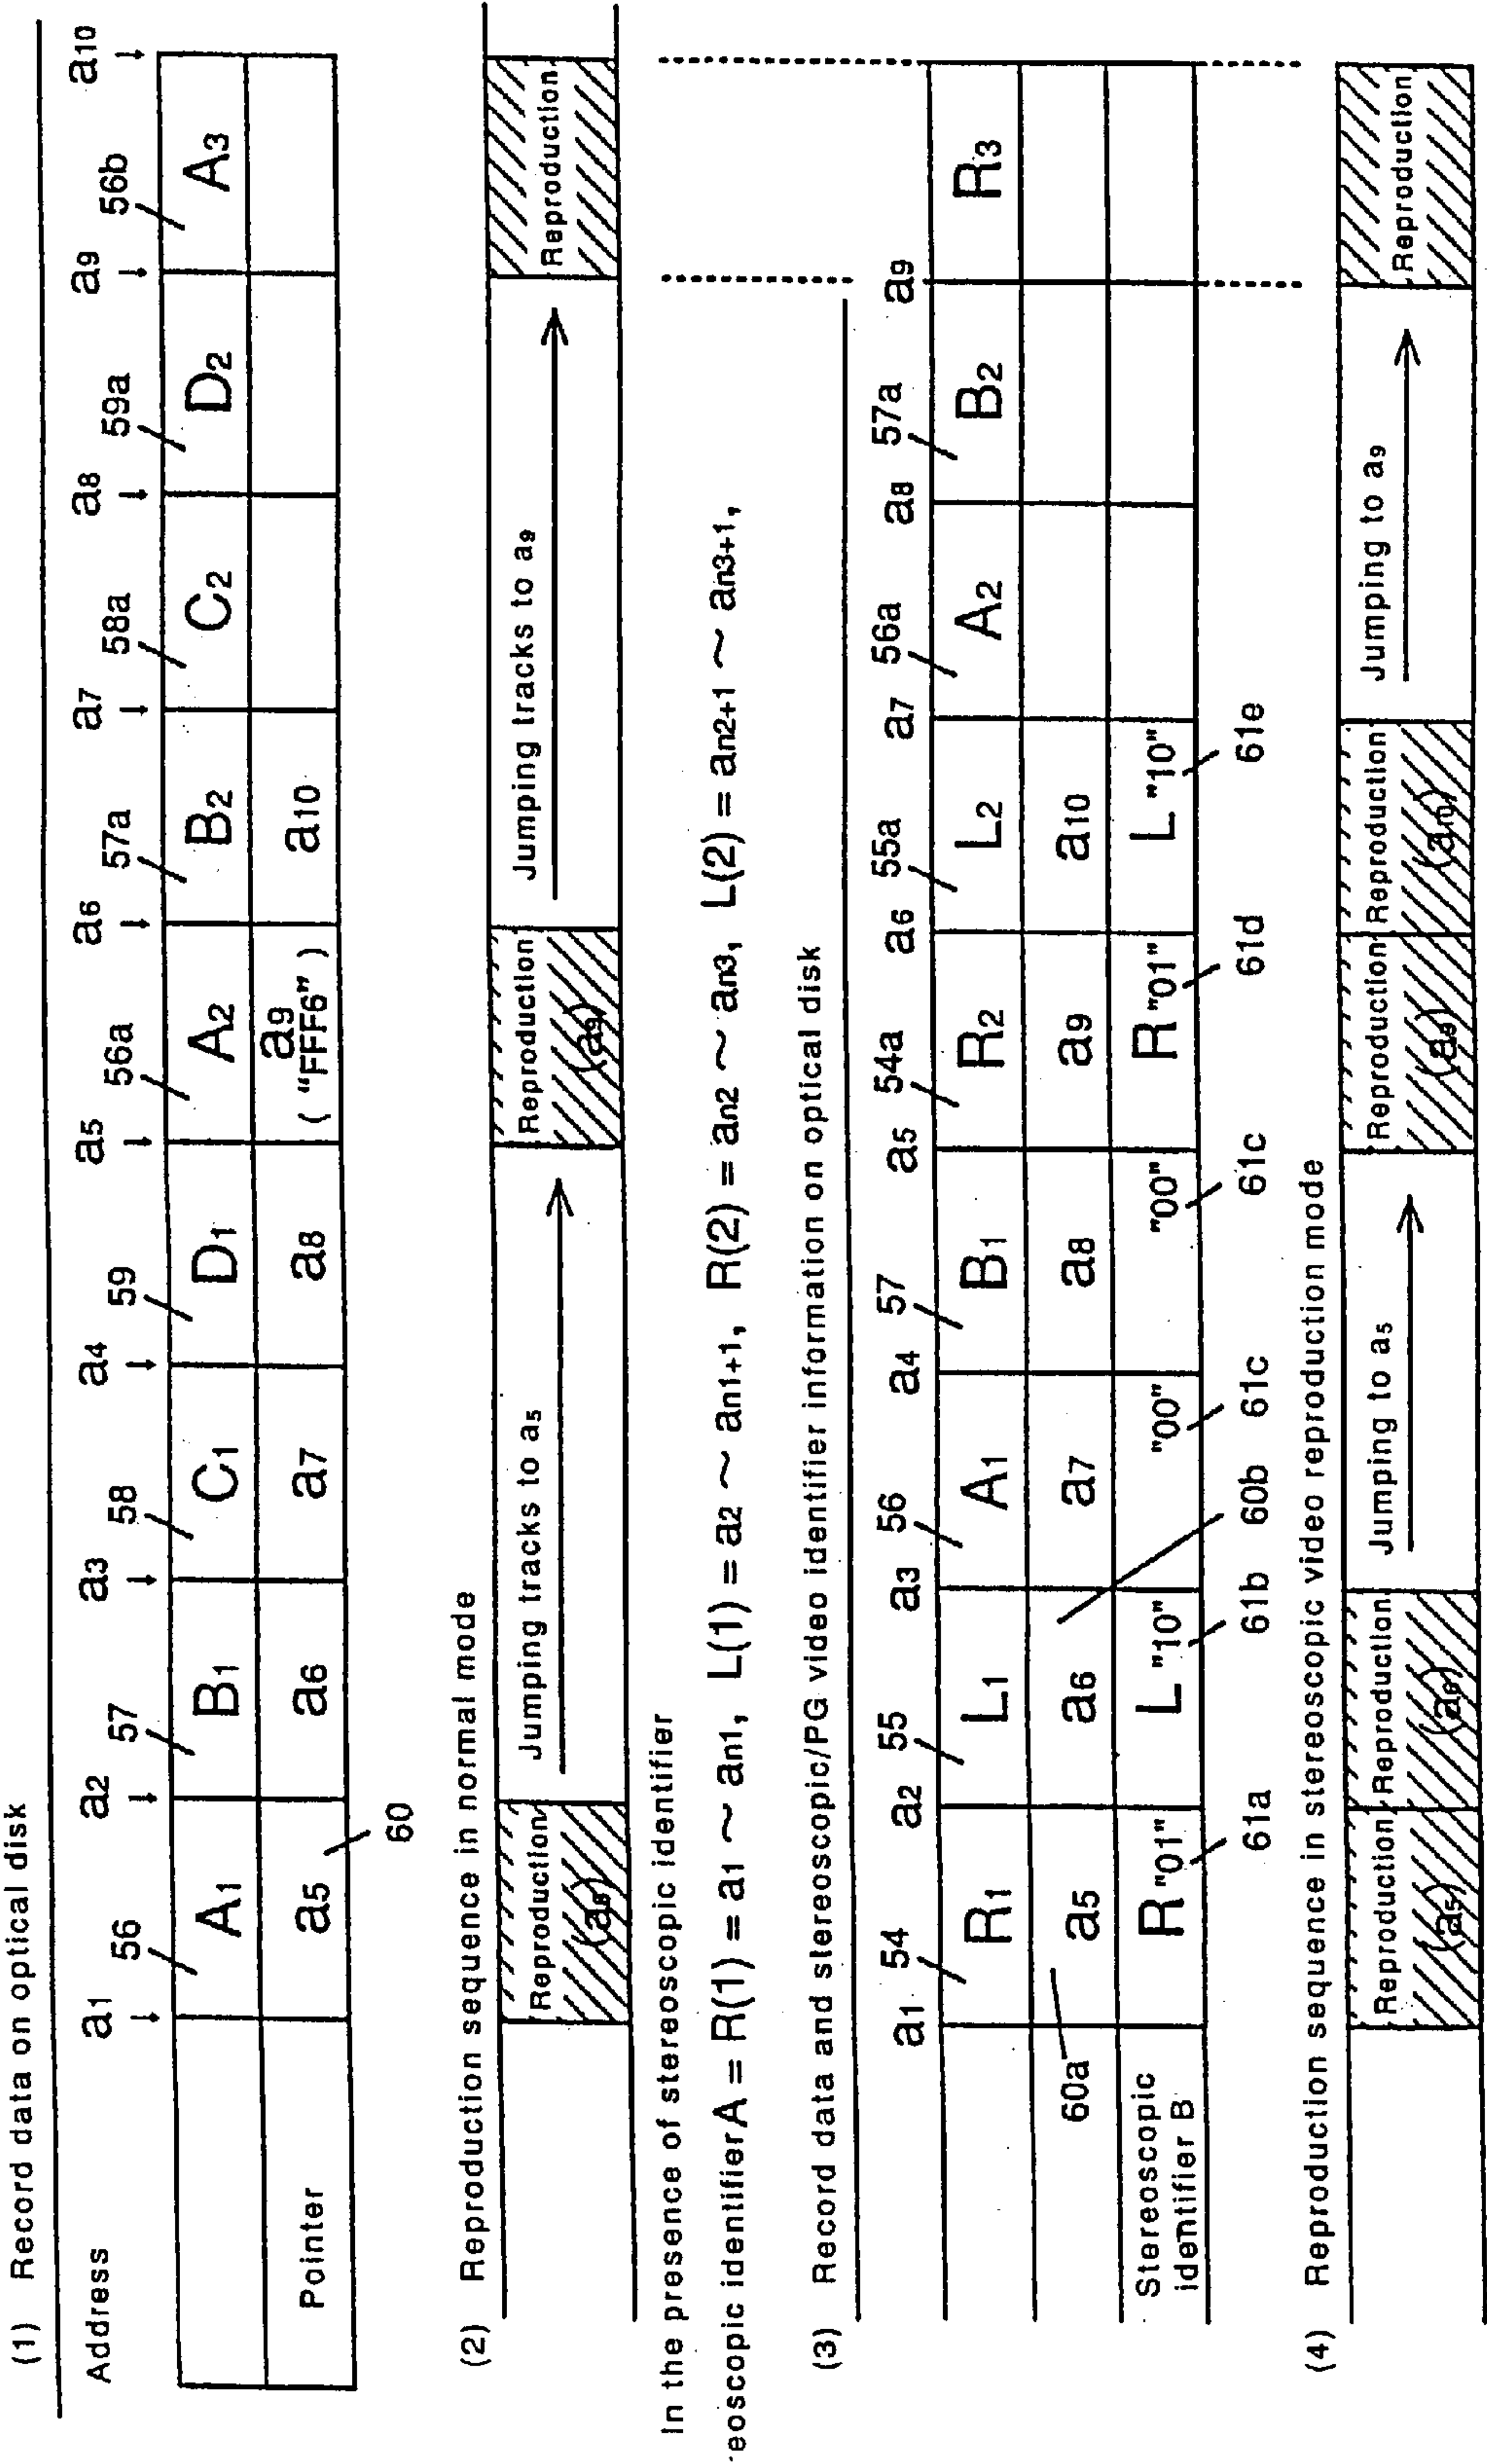 (1) Record data on optical disk
Address a1 a2 a3 a4 a5 a6 a7 a8 a9 a10
56 57 58 59 56a 57a 58a 59a 56b
A1 B1 C1 D1 A2 B2 C2 D2 A3
Pointer a5 a6 a7 a8 a9 a10
( "FFF6" )
60
(2) Reproduction sequence in normal mode
Reproduction Jumping tracks to a5 Reproduction Jumping tracks to a9 Reproduction
(a5) (a9)
In the presence of stereoscopic identifier
reoscopic identifier A = R(1) = a1 ~ an1, L(1) = a2 ~ an1+1, R(2) = an2 ~ an3, L(2) = an2+1 ~ an3+1,
(3) Record data and stereoscopic/PG video identifier information on optical disk
a1 54 a2 55 a3 56 a4 57 a5 54a a6 55a a7 56a a8 57a a9
R1 L1 A1 B1 R2 L2 A2 B2 R3
60a a5 a6 a7 a8 a9 a10
Stereoscopic identifier B R "01" L "10" "00" "00" R "01" L "10"
61a 61b 60b 61c 61c 61d 61e
(4) Reproduction sequence in stereoscopic video reproduction mode
Reproduction Reproduction Jumping to a5 Reproduction Reproduction Jumping to a9 Reproduction
(a5) (a6) (a9) (a10)